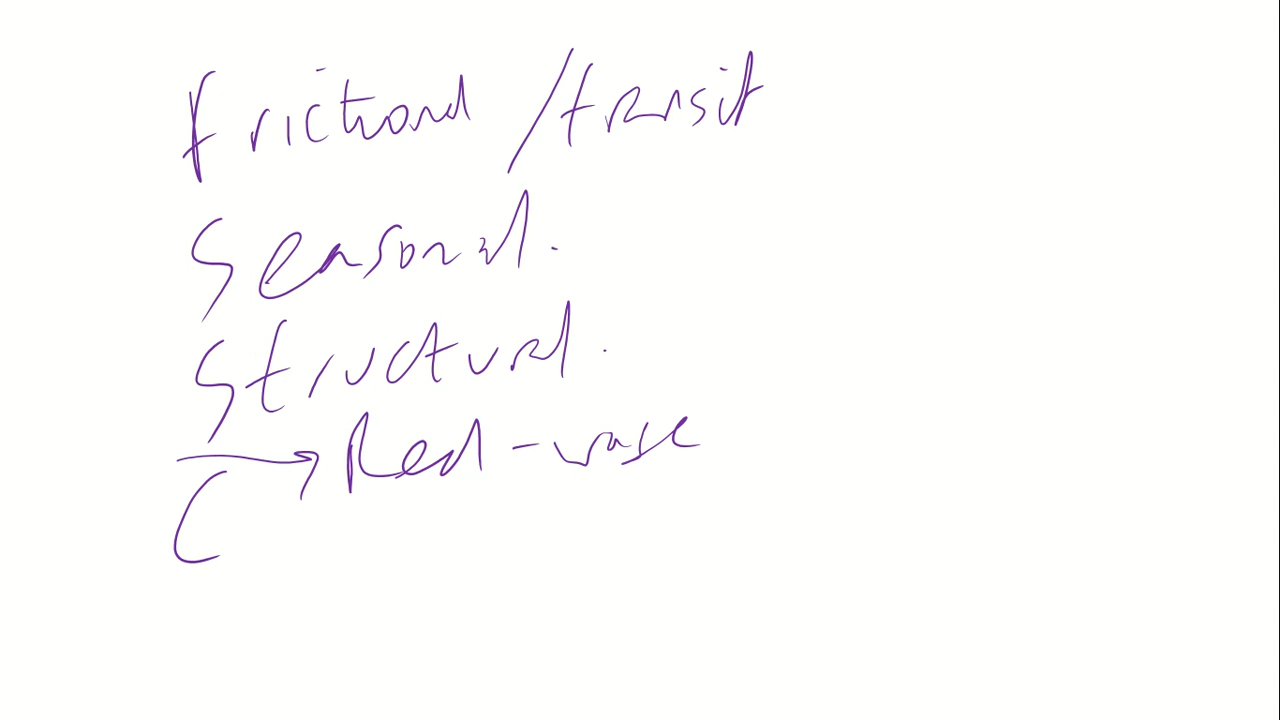 frictional /transit
Seasonal.
Structural.
→ Real-wage
C